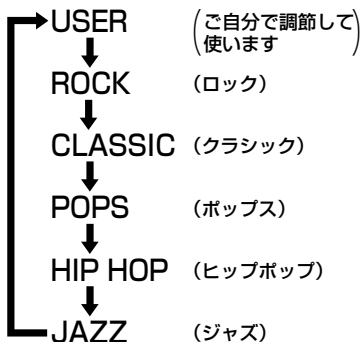 USER (ご自分で調節して
使います)
ROCK (ロック)
CLASSIC (クラシック)
POPS (ポップス)
HIP HOP (ヒップポップ)
JAZZ (ジャズ)